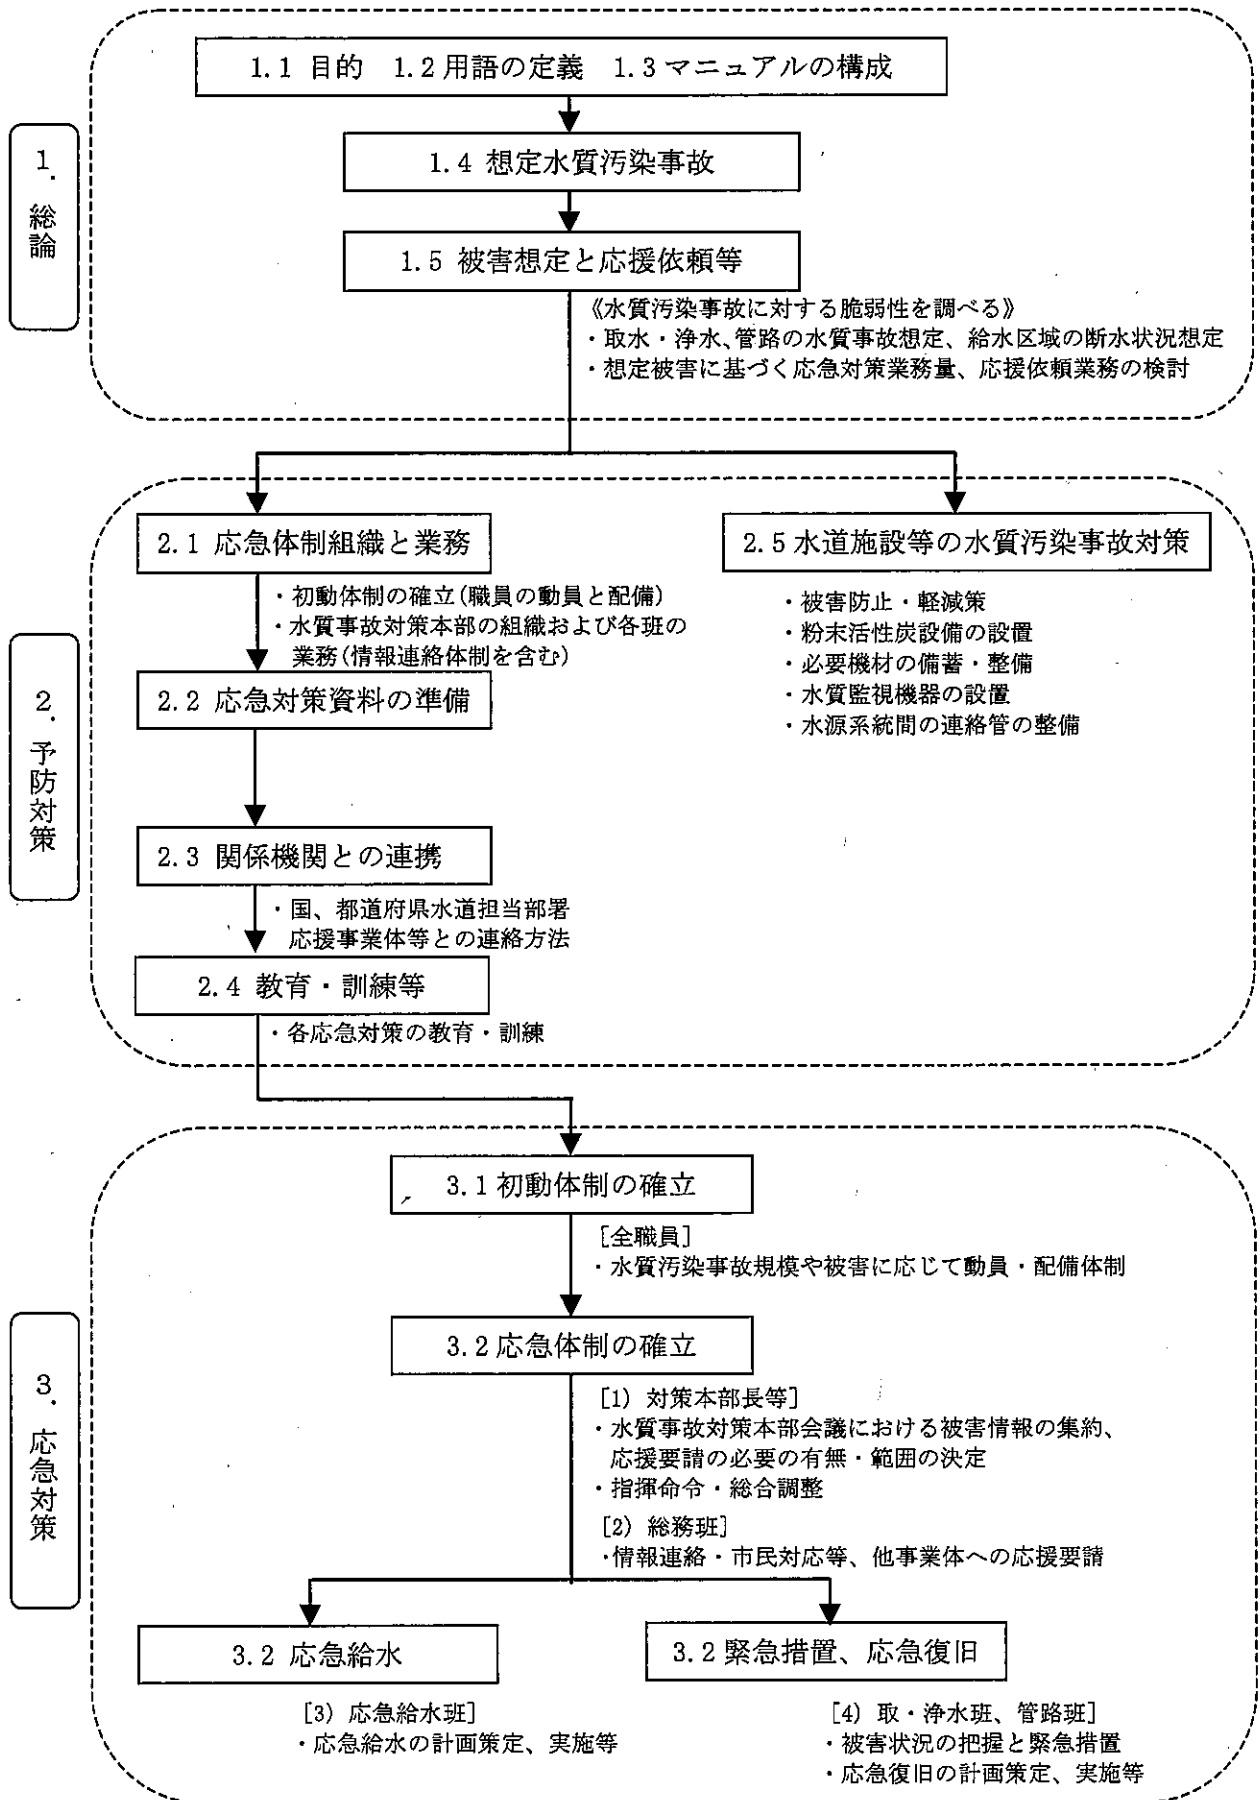 1.総論
1.1 目的 1.2 用語の定義 1.3 マニュアルの構成
1.4 想定水質汚染事故
1.5 被害想定と応援依頼等
《水質汚染事故に対する脆弱性を調べる》
・取水・浄水、管路の水質事故想定、給水区域の断水状況想定
・想定被害に基づく応急対策業務量、応援依頼業務の検討
2.予防対策
2.1 応急体制組織と業務
・初動体制の確立(職員の動員と配備)
・水質事故対策本部の組織および各班の
業務(情報連絡体制を含む)
2.2 応急対策資料の準備
2.3 関係機関との連携
・国、都道府県水道担当部署
応援事業体等との連絡方法
2.4 教育・訓練等
・各応急対策の教育・訓練
2.5 水道施設等の水質汚染事故対策
・被害防止・軽減策
・粉末活性炭設備の設置
・必要機材の備蓄・整備
・水質監視機器の設置
・水源系統間の連絡管の整備
3.応急対策
3.1 初動体制の確立
[全職員]
・水質汚染事故規模や被害に応じて動員・配備体制
3.2 応急体制の確立
[1) 対策本部長等]
・水質事故対策本部会議における被害情報の集約、
応援要請の必要の有無・範囲の決定
・指揮命令・総合調整
[2) 総務班]
・情報連絡・市民対応等、他事業体への応援要請
3.2 応急給水
[3) 応急給水班]
・応急給水の計画策定、実施等
3.2 緊急措置、応急復旧
[4) 取・浄水班、管路班]
・被害状況の把握と緊急措置
・応急復旧の計画策定、実施等